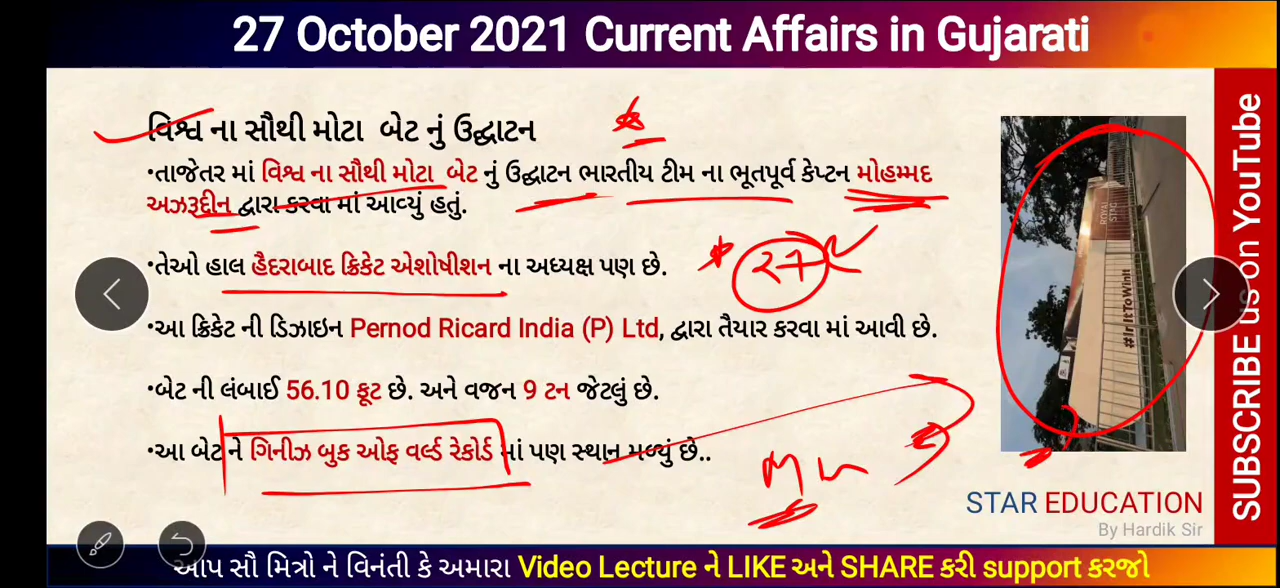 27 October 2021 Current Affairs in Gujarati
વિશ્વ ના સૌથી મોટા બેટ નું ઉદ્ઘાટન
•તાજેતર માં વિશ્વ ના સૌથી મોટા બેટ નું ઉદ્ઘાટન ભારતીય ટીમ ના ભૂતપૂર્વ કેપ્ટન મોહમ્મદ
અઝરૂદ્દીન દ્વારા કરવા માં આવ્યું હતું.
•તેઓ હાલ હૈદરાબાદ ક્રિકેટ એશોષીશન ના અધ્યક્ષ પણ છે.
૨૭
•આ ક્રિકેટ ની ડિઝાઇન Pernod Ricard India (P) Ltd, દ્વારા તૈયાર કરવા માં આવી છે.
•બેટ ની લંબાઈ 56.10 ફૂટ છે. અને વજન 9 ટન જેટલું છે.
•આ બેટ ને ગિનીઝ બુક ઓફ વર્લ્ડ રેકોર્ડ માં પણ સ્થાન મળ્યું છે..
ROYAL STAG
#InItToWinIt
STAR EDUCATION
By Hardik Sir
SUBSCRIBE us on YouTube
આપ સૌ મિત્રો ને વિનંતી કે અમારા Video Lecture ને LIKE અને SHARE કરી support કરજો